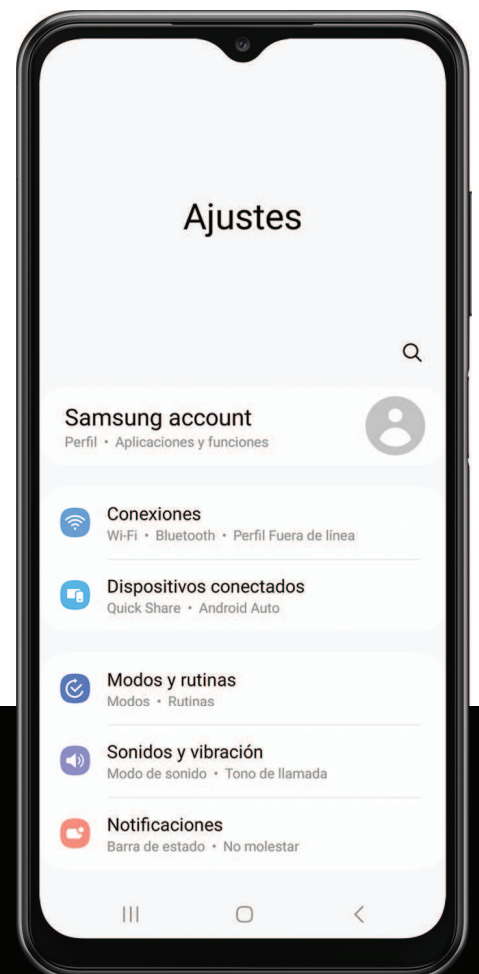 Ajustes
Samsung account
Perfil • Aplicaciones y funciones
Conexiones
Wi-Fi • Bluetooth • Perfil Fuera de línea
Dispositivos conectados
Quick Share • Android Auto
Modos y rutinas
Modos • Rutinas
Sonidos y vibración
Modo de sonido • Tono de llamada
Notificaciones
Barra de estado • No molestar